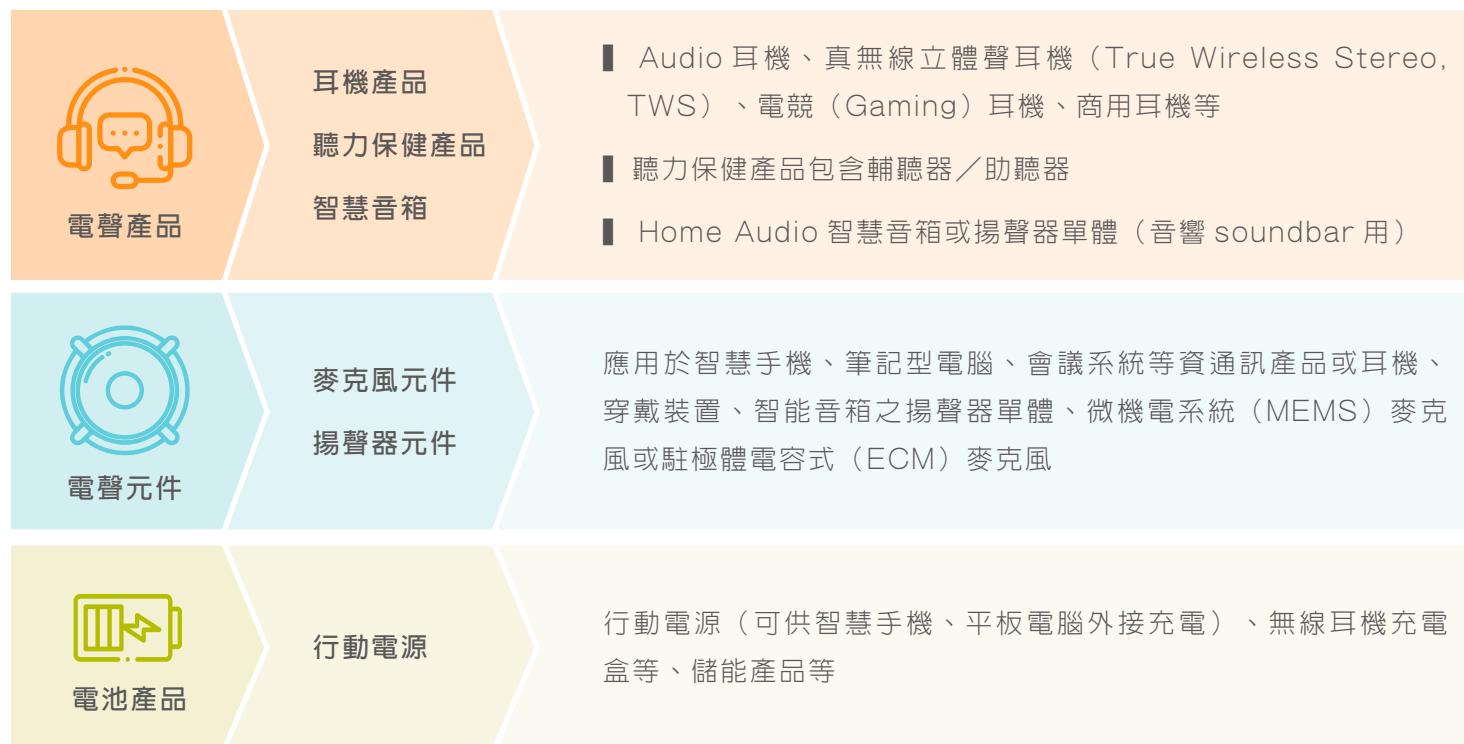 電聲產品
耳機產品
聽力保健產品
智慧音箱
▌ Audio 耳機、真無線立體聲耳機（True Wireless Stereo,
TWS）、電競（Gaming）耳機、商用耳機等
▌ 聽力保健產品包含輔聽器／助聽器
▌ Home Audio 智慧音箱或揚聲器單體（音響 soundbar 用）
電聲元件
麥克風元件
揚聲器元件
應用於智慧手機、筆記型電腦、會議系統等資通訊產品或耳機、
穿戴裝置、智能音箱之揚聲器單體、微機電系統（MEMS）麥克
風或駐極體電容式（ECM）麥克風
電池產品
行動電源
行動電源（可供智慧手機、平板電腦外接充電）、無線耳機充電
盒等、儲能產品等